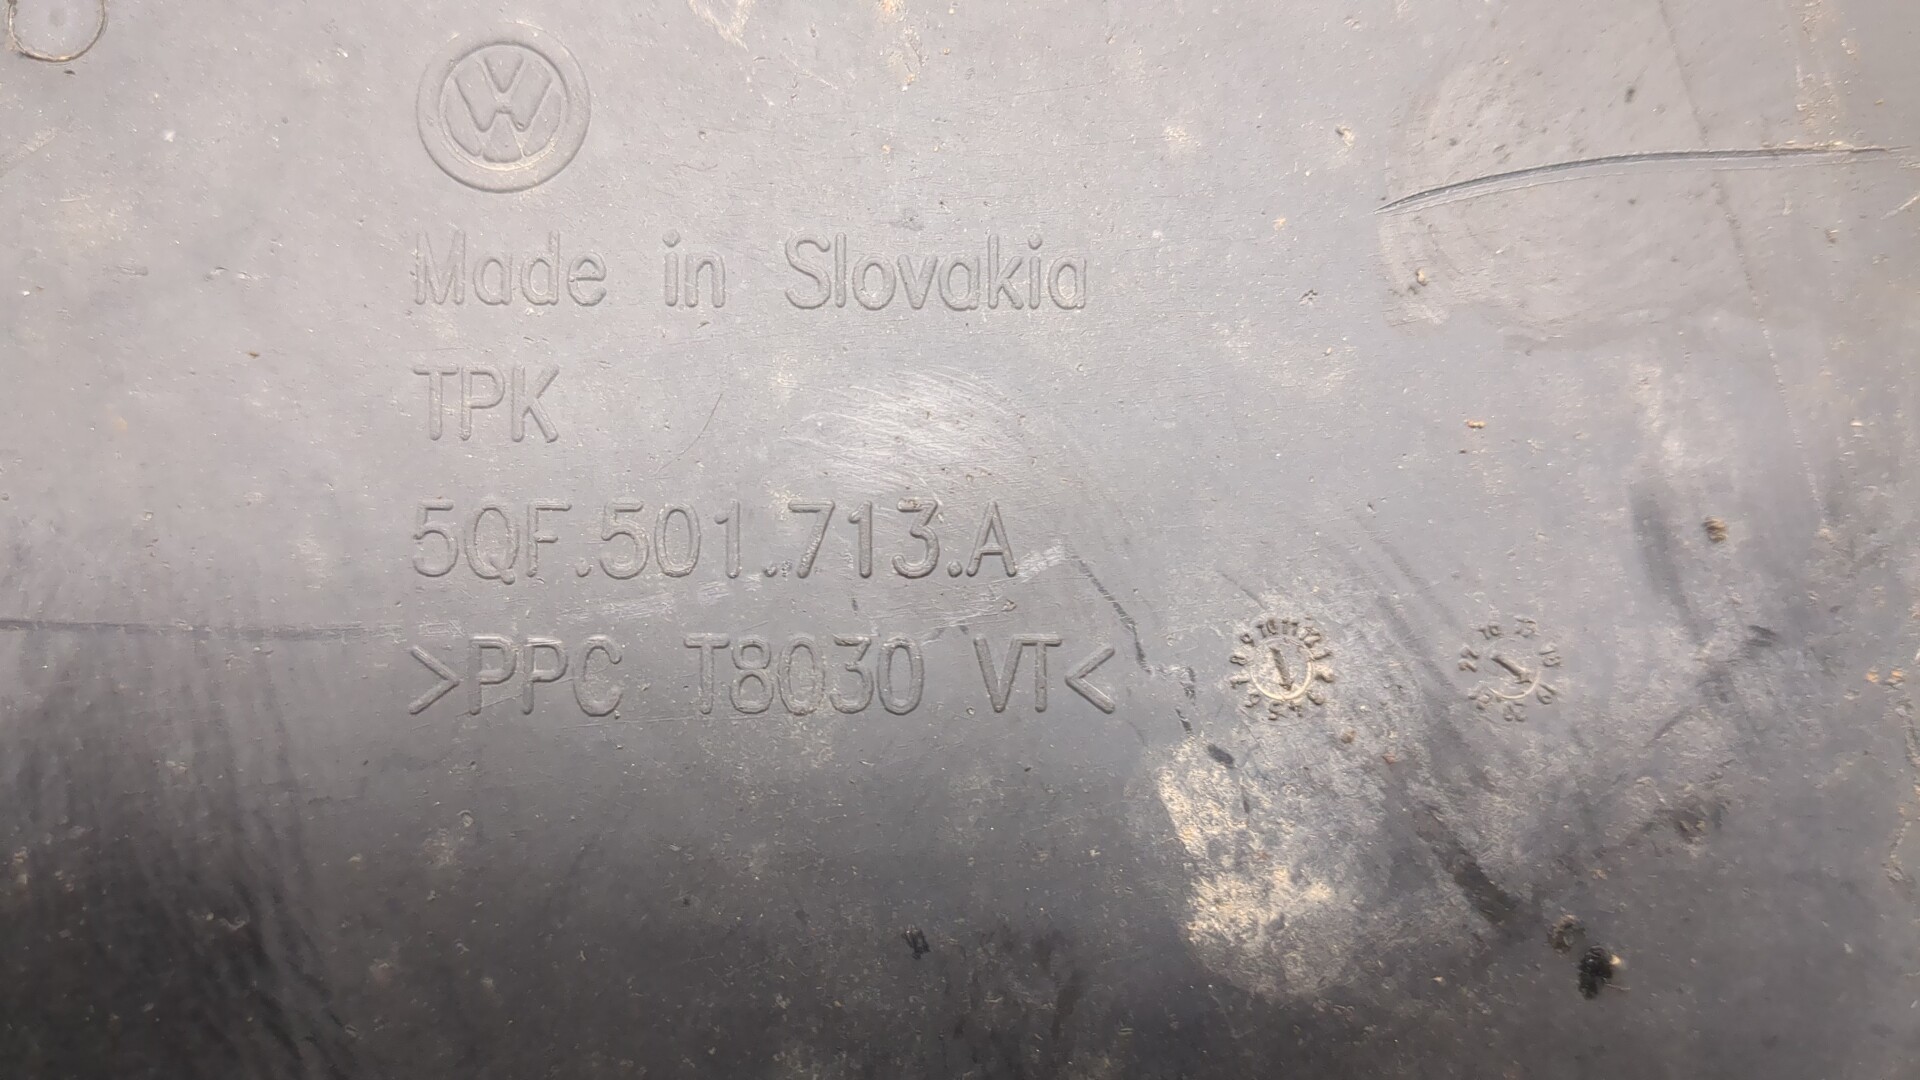 Made in Slovakia
TPK
5QF.501.713.A
>PPC T8030 VT<